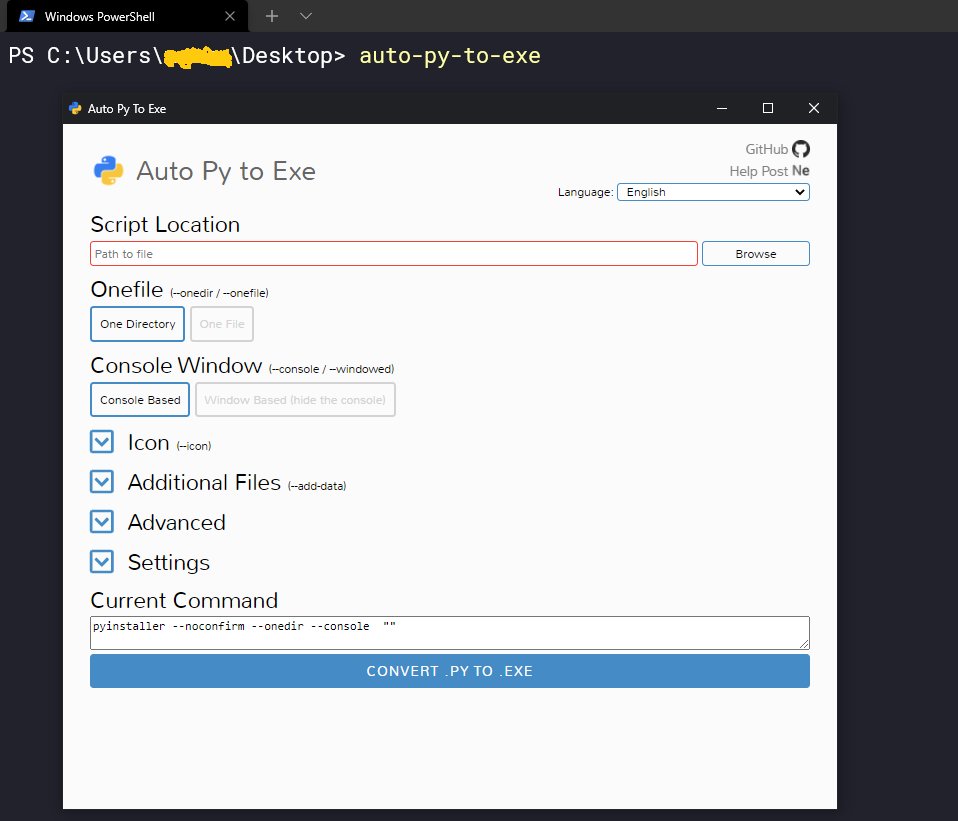 Windows PowerShell
PS C:\Users\ \Desktop> auto-py-to-exe
Auto Py To Exe
GitHub
Auto Py to Exe
Help Post Ne
Language: English
Script Location
Path to file Browse
Onefile (--onedir / --onefile)
One Directory One File
Console Window (--console / --windowed)
Console Based Window Based (hide the console)
Icon (--icon)
Additional Files (--add-data)
Advanced
Settings
Current Command
pyinstaller --noconfirm --onedir --console  ""
CONVERT .PY TO .EXE